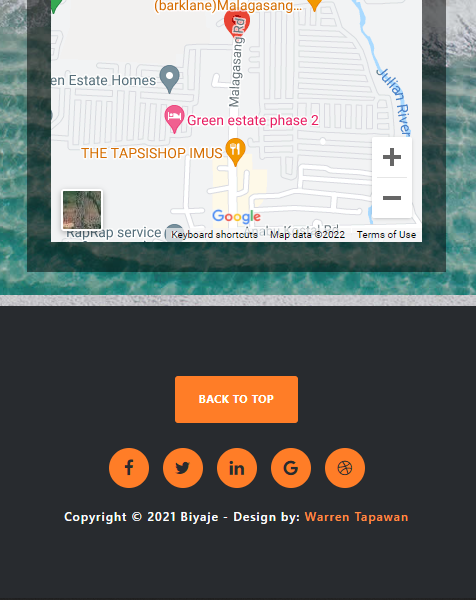 (barklane)Malagasang...
Malagasang Rd
en Estate Homes
Julian River
Green estate phase 2
THE TAPSISHOP IMUS
Google
RapRap service
Keyboard shortcuts
Map data ©2022
Terms of Use
BACK TO TOP
Copyright © 2021 Biyaje - Design by: Warren Tapawan